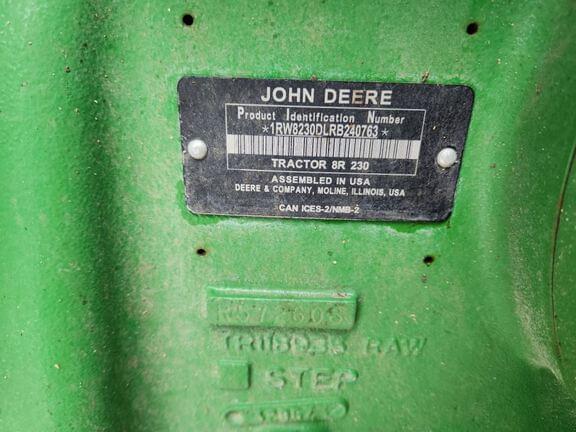 JOHN DEERE
Product Identification Number
*1RW8230DLRB240763*
TRACTOR 8R 230
ASSEMBLED IN USA
DEERE & COMPANY, MOLINE, ILLINOIS, USA
CAN ICES-2/NMB-2
RAW
STEP